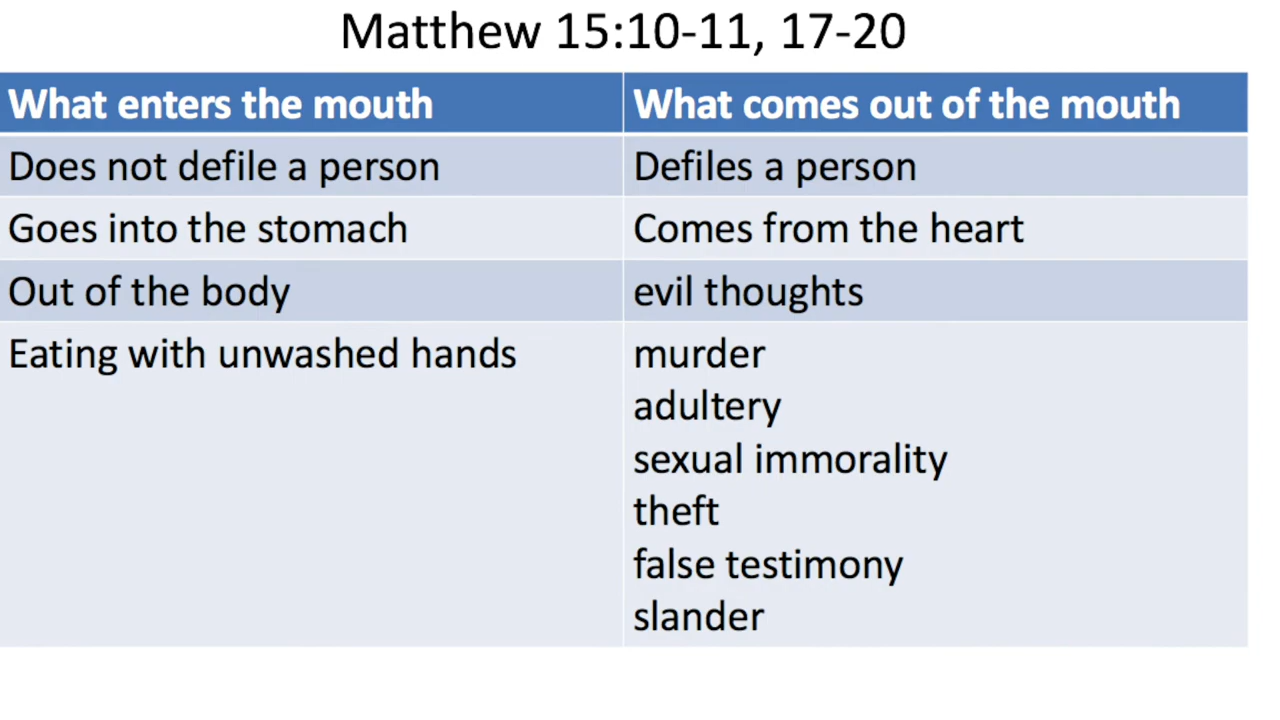 Matthew 15:10-11, 17-20
What enters the mouth
What comes out of the mouth
Does not defile a person
Defiles a person
Goes into the stomach
Comes from the heart
Out of the body
evil thoughts
Eating with unwashed hands
murder
adultery
sexual immorality
theft
false testimony
slander